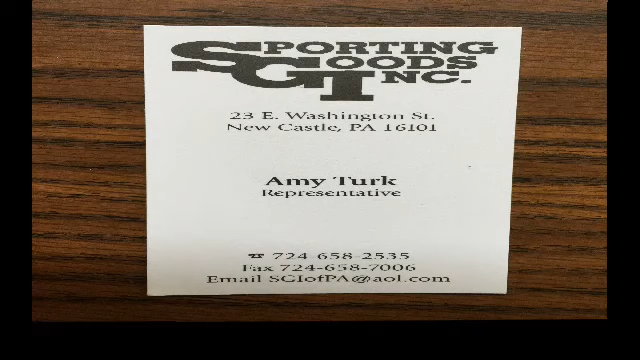 SPORTING
GOODS
INC.
23 E. Washington St.
New Castle, PA 16101
Amy Turk
Representative
☎ 724-658-2535
Fax 724-658-7006
Email SGIofPA@aol.com